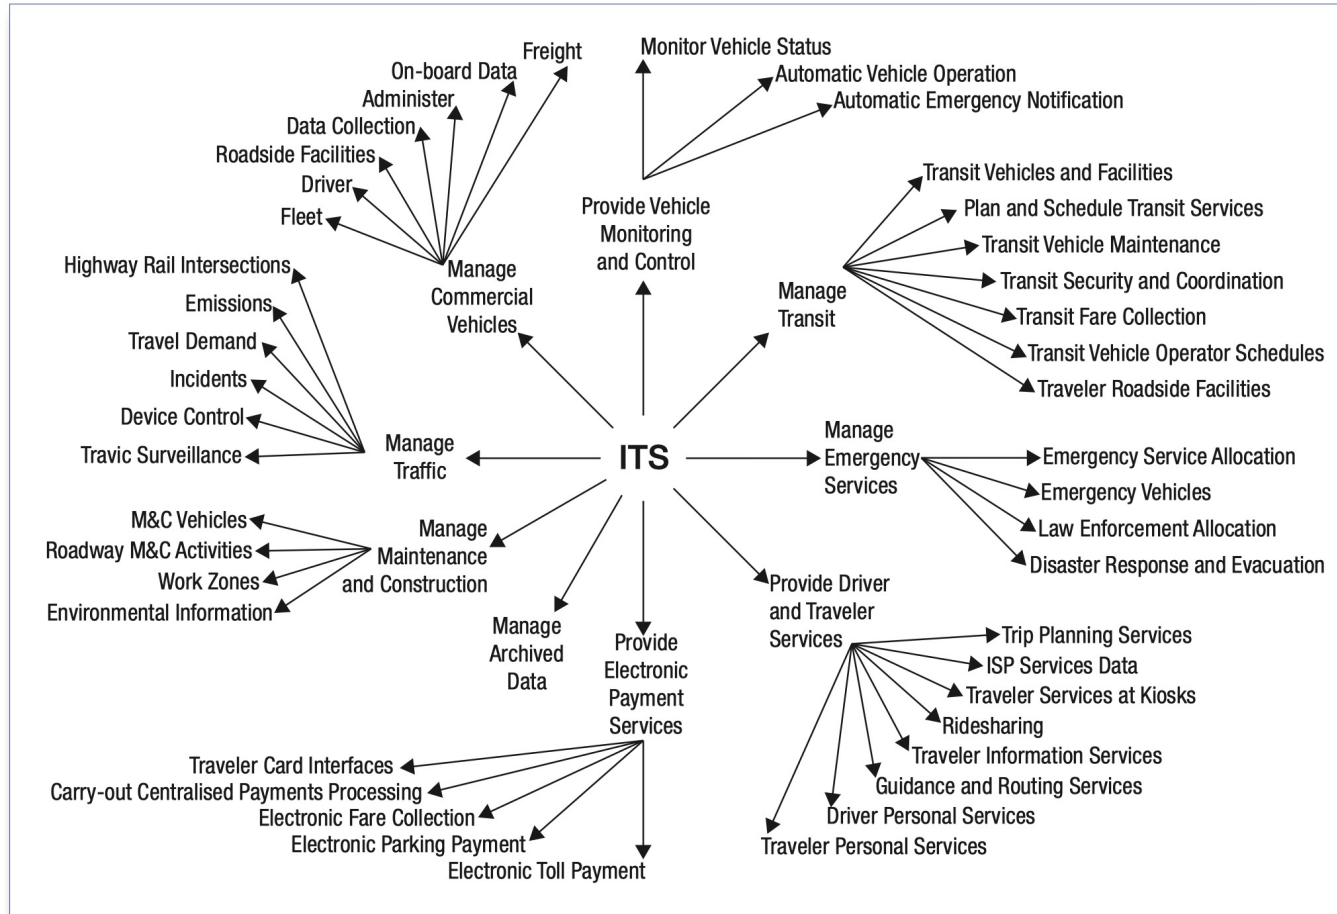 Freight
On-board Data
Administer
Data Collection
Roadside Facilities
Driver
Fleet
Manage
Commercial
Vehicles
Monitor Vehicle Status
Automatic Vehicle Operation
Automatic Emergency Notification
Provide Vehicle
Monitoring
and Control
Transit Vehicles and Facilities
Plan and Schedule Transit Services
Transit Vehicle Maintenance
Transit Security and Coordination
Transit Fare Collection
Transit Vehicle Operator Schedules
Traveler Roadside Facilities
Manage
Transit
Highway Rail Intersections
Emissions
Travel Demand
Incidents
Device Control
Travic Surveillance
Manage
Traffic
ITS
Manage
Emergency
Services
Emergency Service Allocation
Emergency Vehicles
Law Enforcement Allocation
Disaster Response and Evacuation
M&C Vehicles
Roadway M&C Activities
Work Zones
Environmental Information
Manage
Maintenance
and Construction
Manage
Archived
Data
Provide
Electronic
Payment
Services
Provide Driver
and Traveler
Services
Trip Planning Services
ISP Services Data
Traveler Services at Kiosks
Ridesharing
Traveler Information Services
Guidance and Routing Services
Driver Personal Services
Traveler Personal Services
Traveler Card Interfaces
Carry-out Centralised Payments Processing
Electronic Fare Collection
Electronic Parking Payment
Electronic Toll Payment